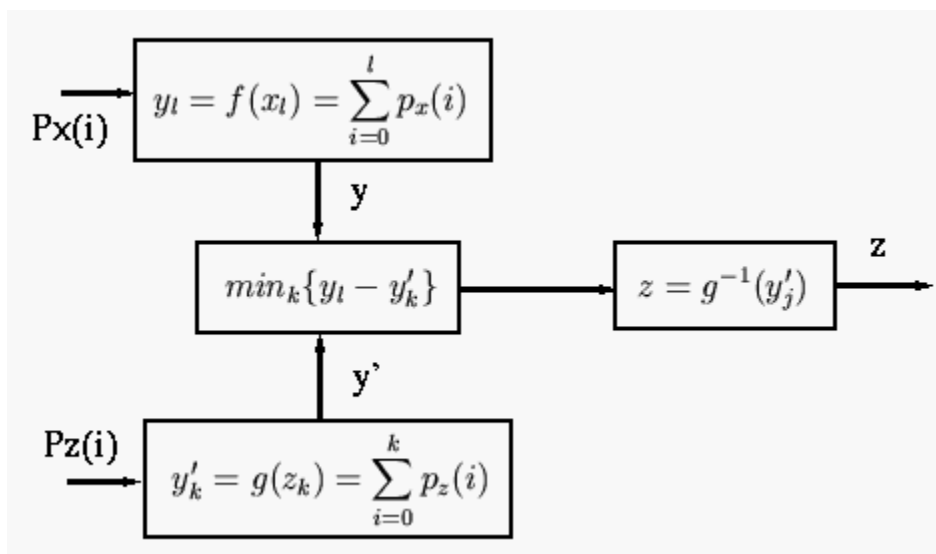 Px(i)
y_l = f(x_l) = \sum_{i=0}^{l} p_x(i)
y
min_k{y_l − y'_k}
z = g^{-1}(y'_j)
z
y’
Pz(i)
y'_k = g(z_k) = \sum_{i=0}^{k} p_z(i)